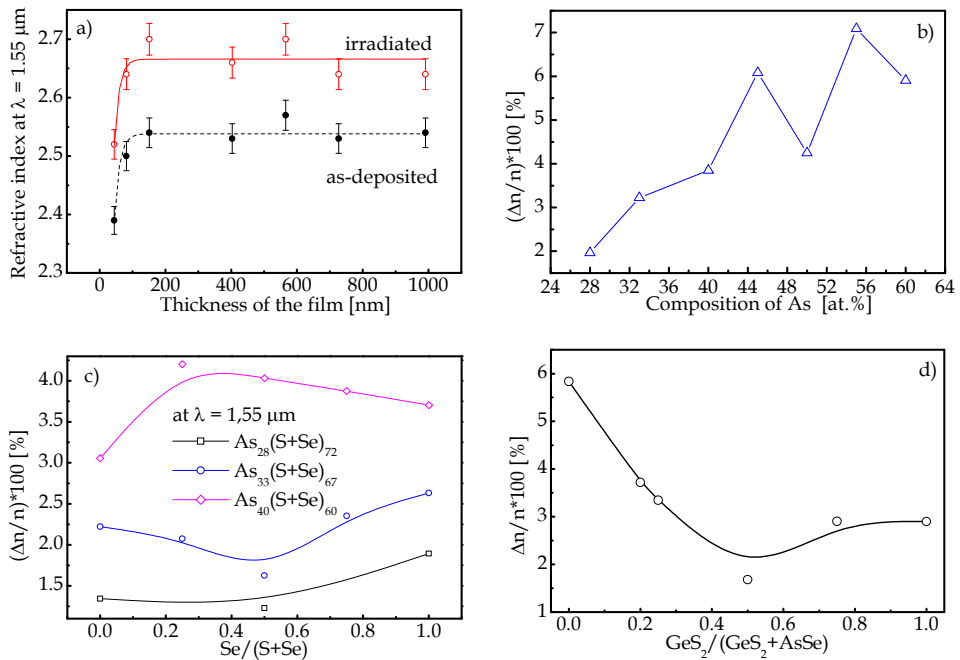 a)
irradiated
as-deposited
Refractive index at λ = 1.55 μm
2.7
2.6
2.5
2.4
2.3
0 200 400 600 800 1000
Thickness of the film [nm]
b)
(Δn/n)*100 [%]
7
6
5
4
3
2
24 28 32 36 40 44 48 52 56 60 64
Composition of As [at.%]
c)
at λ = 1,55 μm
As28(S+Se)72
As33(S+Se)67
As40(S+Se)60
(Δn/n)*100 [%]
4.0
3.5
3.0
2.5
2.0
1.5
0.0 0.2 0.4 0.6 0.8 1.0
Se/(S+Se)
d)
Δn/n*100 [%]
6
5
4
3
2
1
0.0 0.2 0.4 0.6 0.8 1.0
GeS2/(GeS2+AsSe)